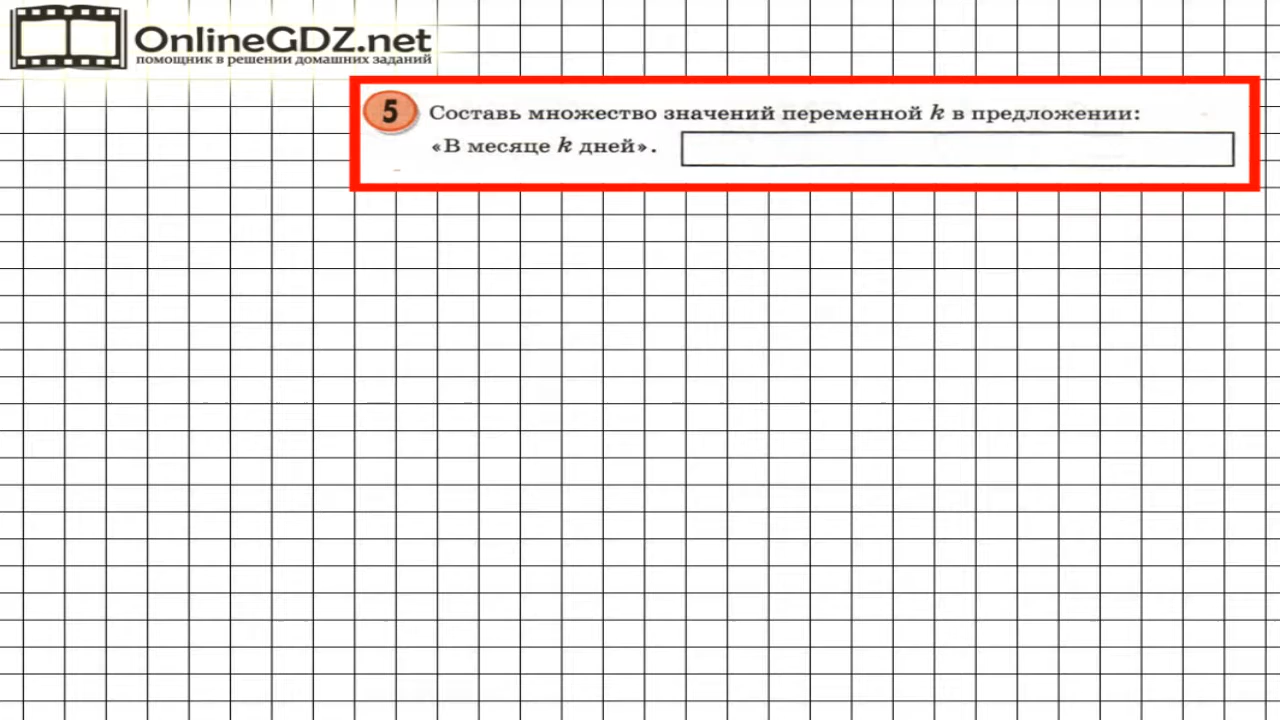 OnlineGDZ.net
помощник в решении домашних заданий
5 Составь множество значений переменной k в предложении:
«В месяце k дней».